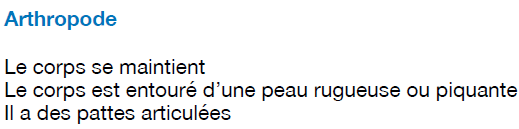 Arthropode
Le corps se maintient
Le corps est entouré d’une peau rugueuse ou piquante
Il a des pattes articulées